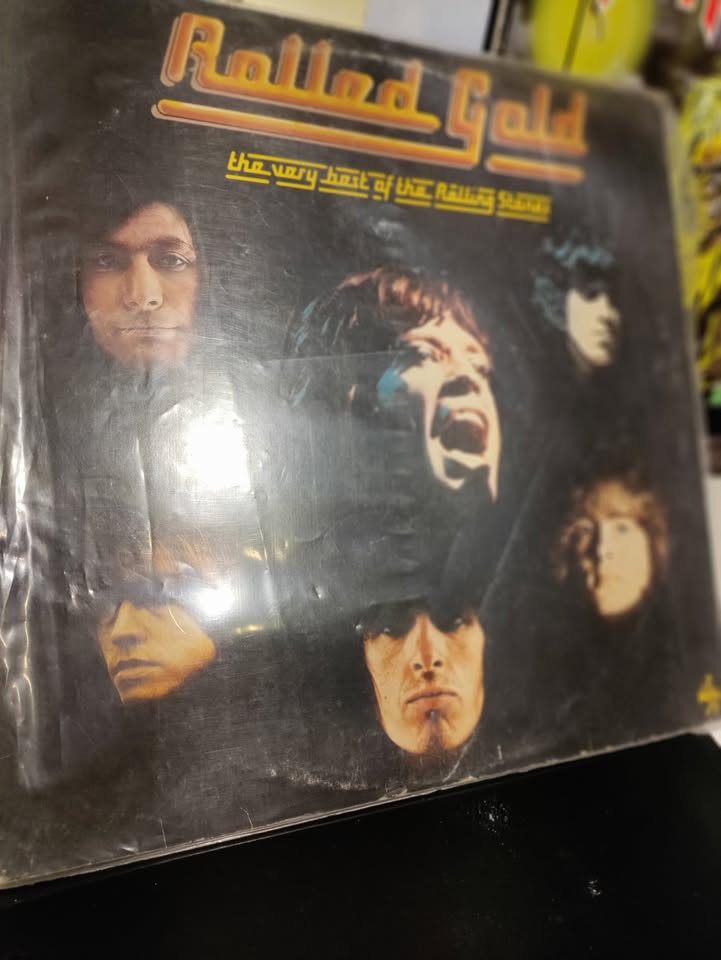 Rolled Gold
the very best of the Rolling Stones